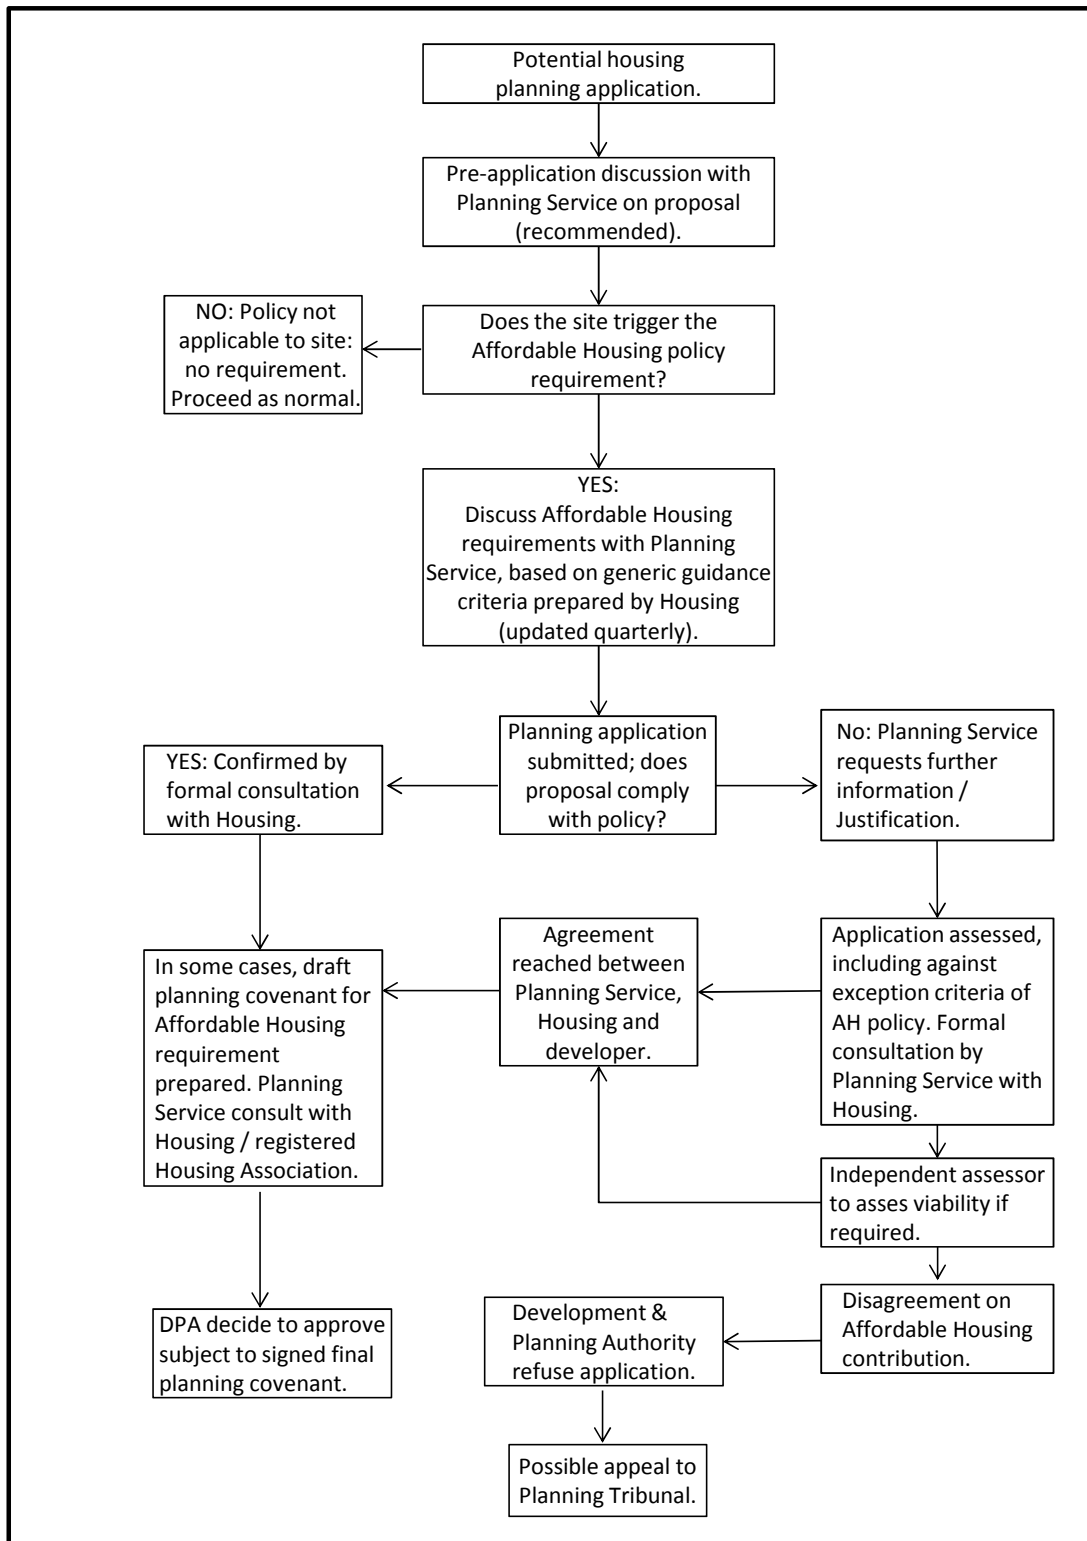 Potential housing
planning application.
Pre-application discussion with
Planning Service on proposal
(recommended).
NO: Policy not
applicable to site:
no requirement.
Proceed as normal.
Does the site trigger the
Affordable Housing policy
requirement?
YES:
Discuss Affordable Housing
requirements with Planning
Service, based on generic guidance
criteria prepared by Housing
(updated quarterly).
Planning application
submitted; does
proposal comply
with policy?
YES: Confirmed by
formal consultation
with Housing.
No: Planning Service
requests further
information /
Justification.
In some cases, draft
planning covenant for
Affordable Housing
requirement
prepared. Planning
Service consult with
Housing / registered
Housing Association.
Agreement
reached between
Planning Service,
Housing and
developer.
Application assessed,
including against
exception criteria of
AH policy. Formal
consultation by
Planning Service with
Housing.
Independent assessor
to asses viability if
required.
DPA decide to approve
subject to signed final
planning covenant.
Development &
Planning Authority
refuse application.
Disagreement on
Affordable Housing
contribution.
Possible appeal to
Planning Tribunal.